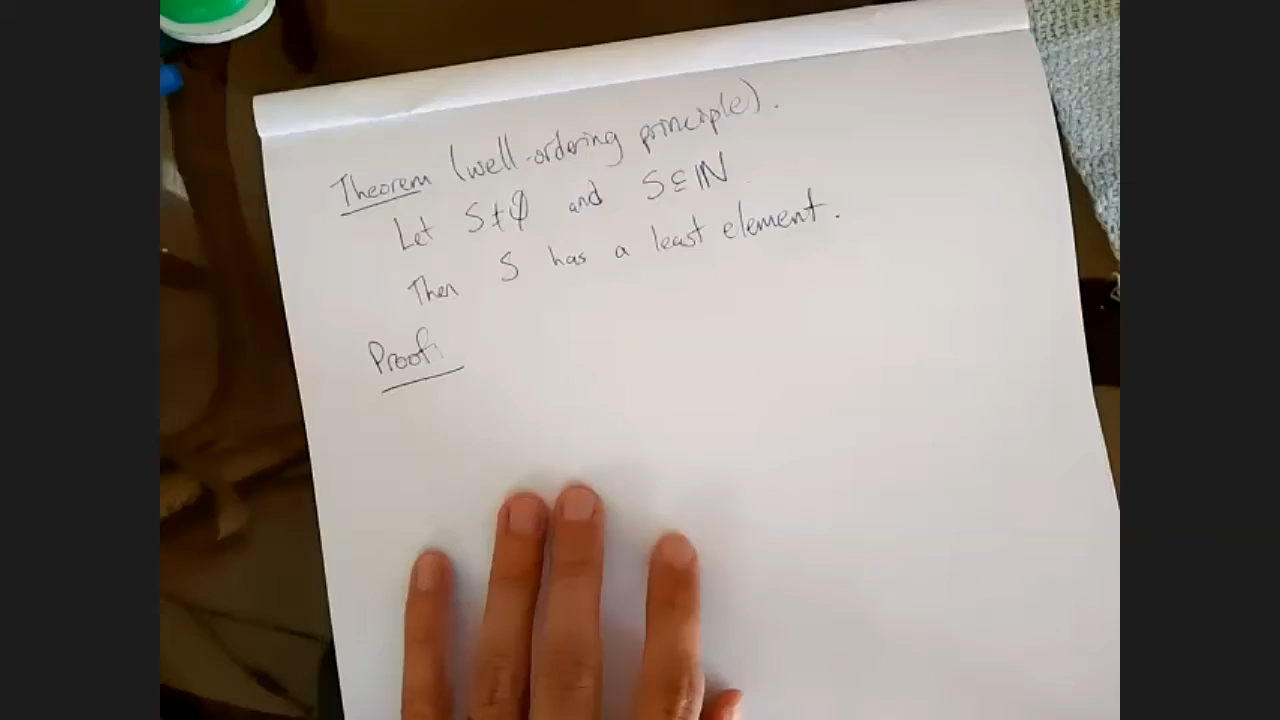 Theorem (well-ordering principle).
Let S≠∅ and S⊆ℕ.
Then S has a least element.
Proof: